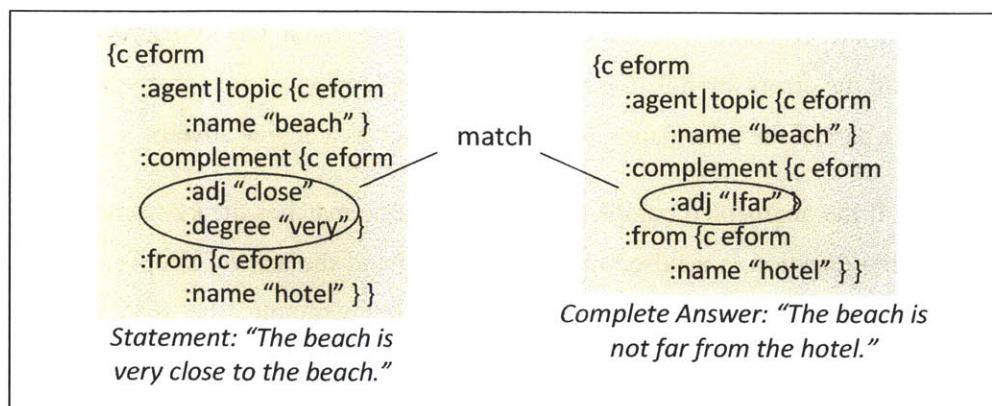 {c eform
:agent|topic {c eform
:name “beach” }
:complement {c eform
:adj “close”
:degree “very” }
:from {c eform
:name “hotel” } }
Statement: “The beach is
very close to the beach.”
match
{c eform
:agent|topic {c eform
:name “beach” }
:complement {c eform
:adj “!far” }
:from {c eform
:name “hotel” } }
Complete Answer: “The beach is
not far from the hotel.”